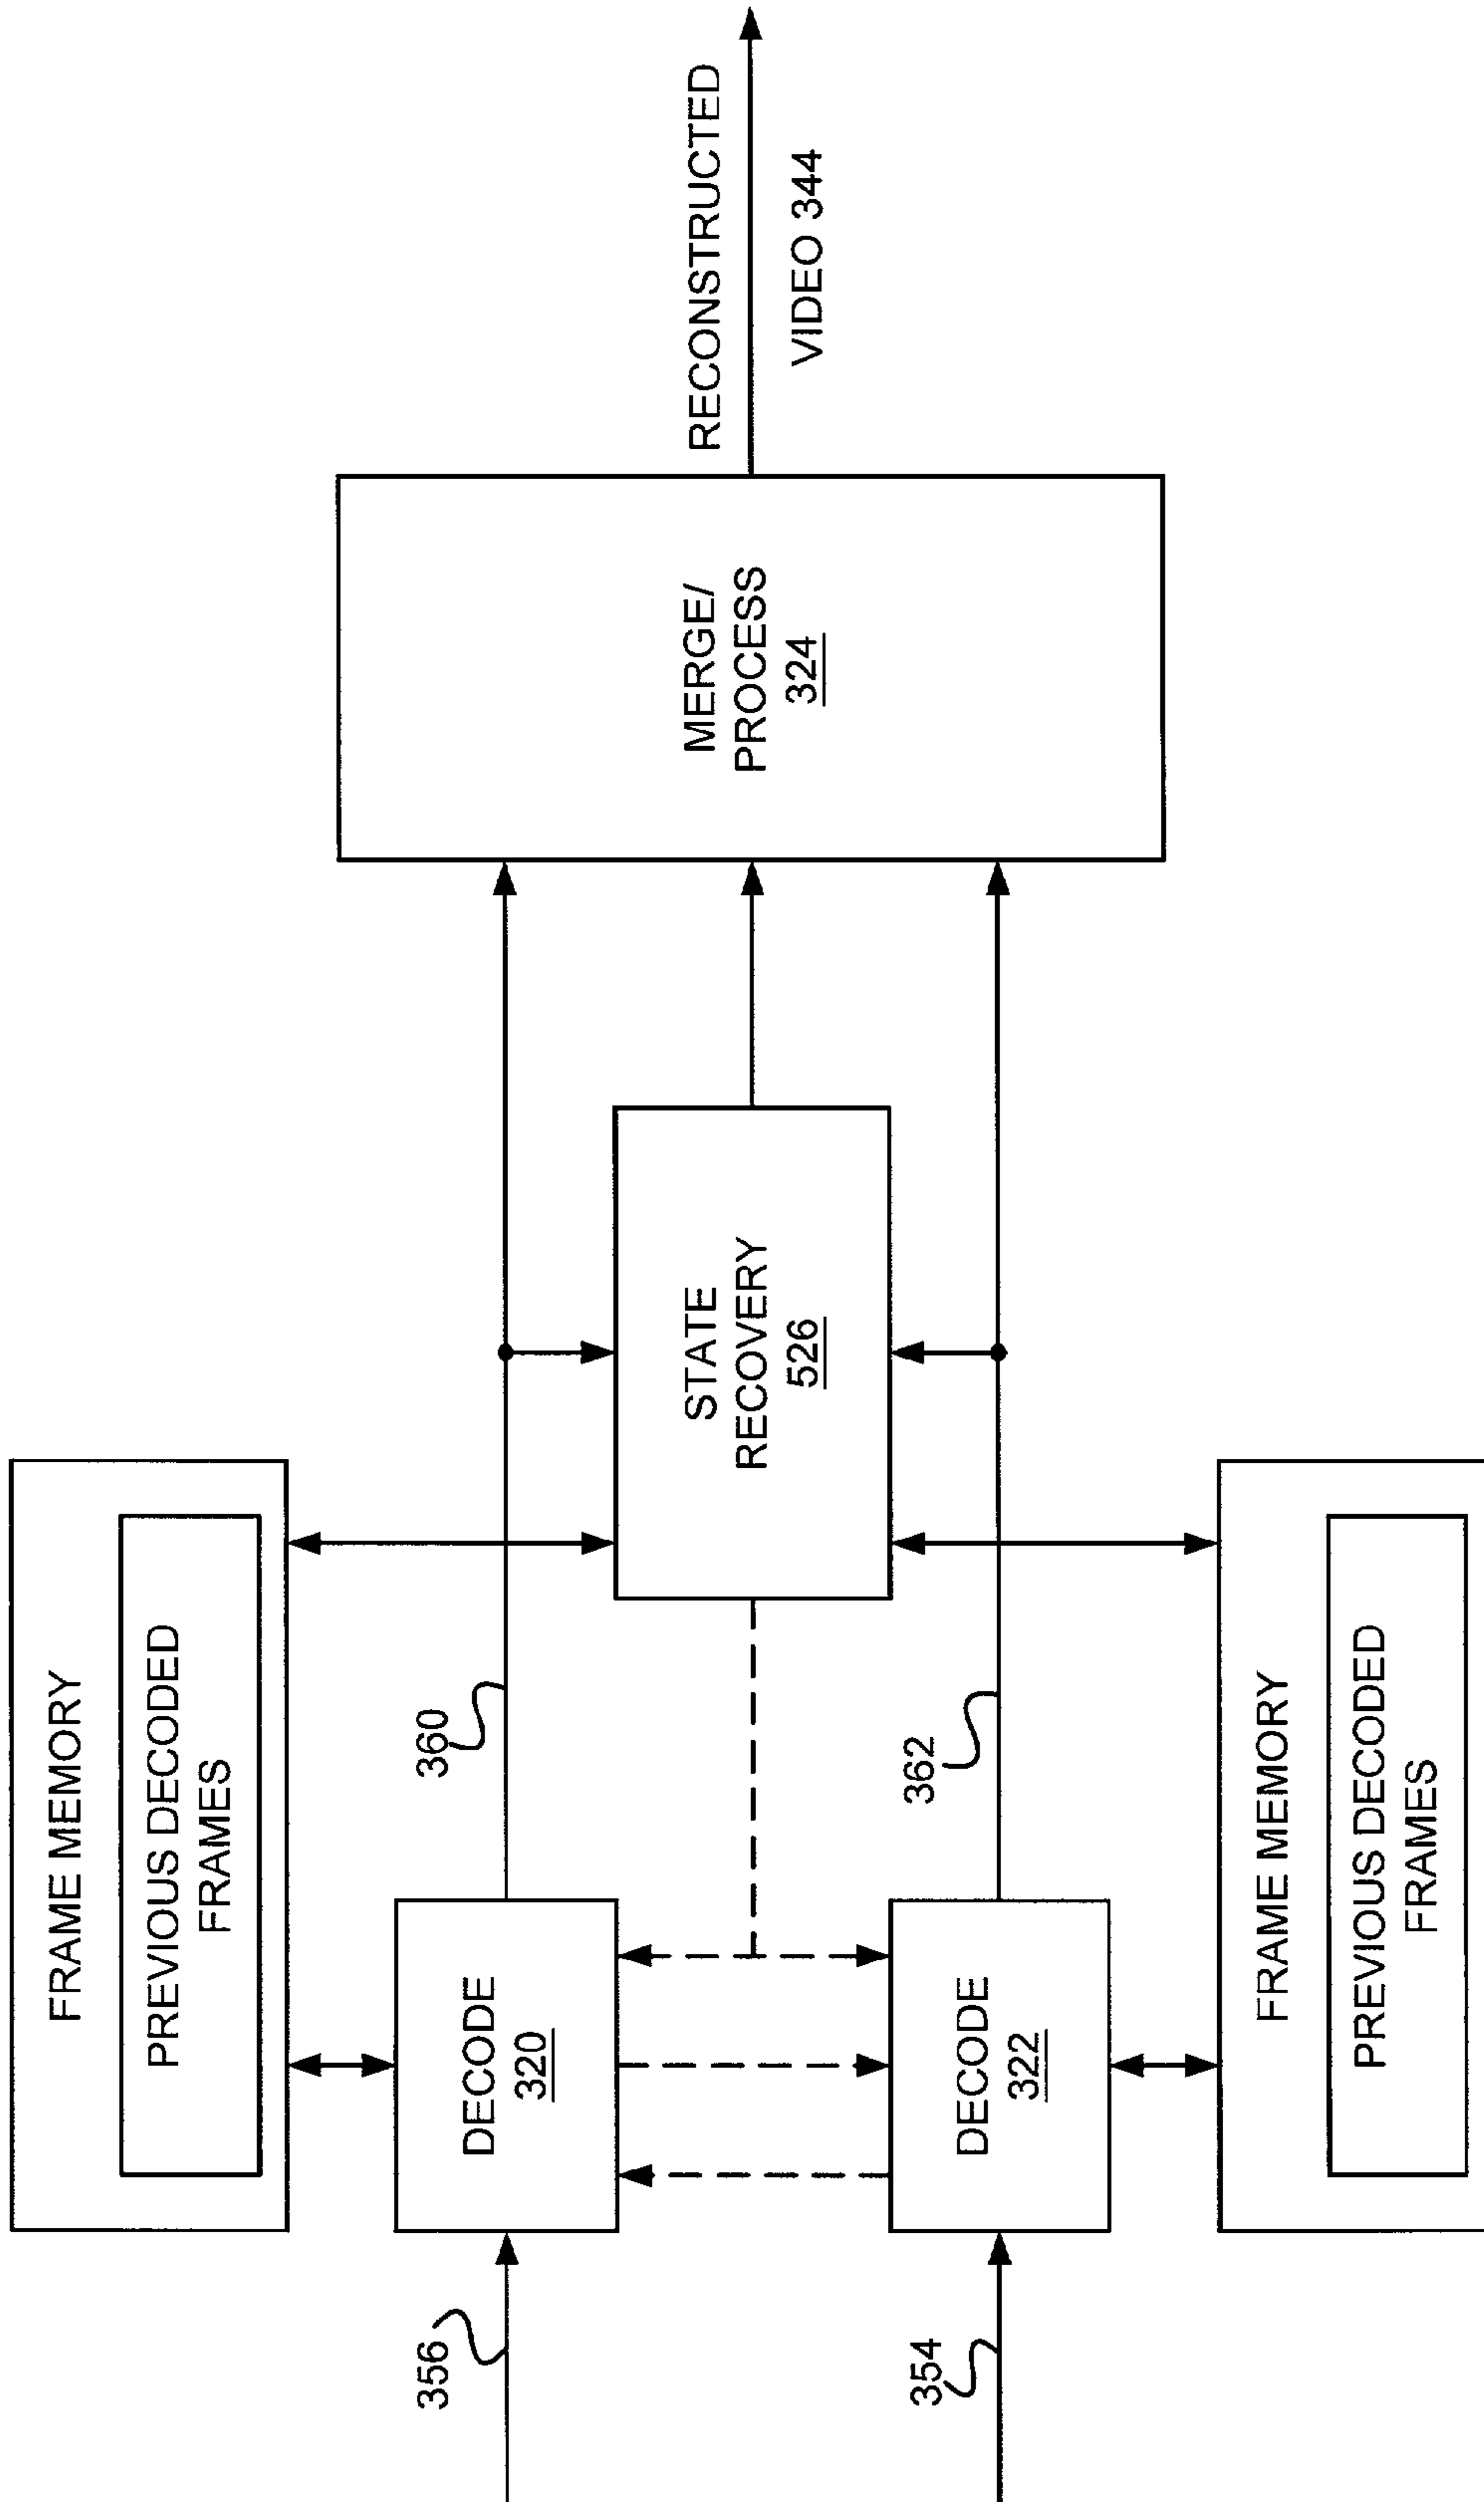 FRAME MEMORY
PREVIOUS DECODED
FRAMES
356
DECODE
320
360
STATE
RECOVERY
526
MERGE/
PROCESS
324
RECONSTRUCTED
VIDEO 344
354
DECODE
322
362
FRAME MEMORY
PREVIOUS DECODED
FRAMES